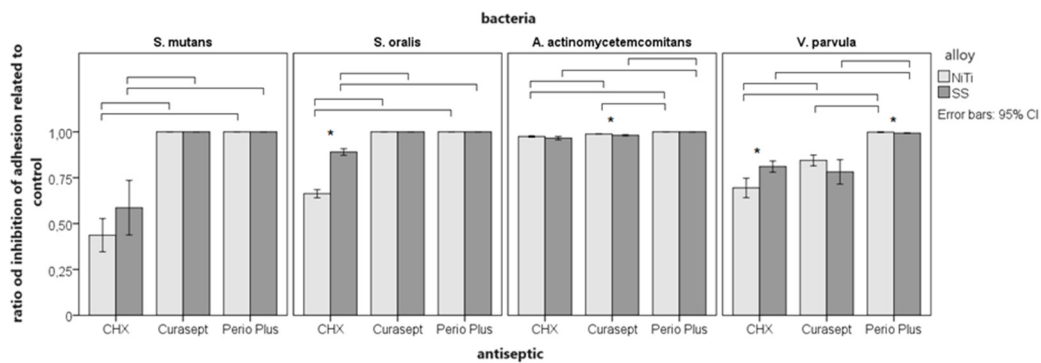 bacteria
S. mutans S. oralis A. actinomycetemcomitans V. parvula
alloy
NiTi
SS
Error bars: 95% CI
ratio od inhibition of adhesion related to
control
1,00
0,75
0,50
0,25
0
* * * *
CHX Curasept Perio Plus CHX Curasept Perio Plus CHX Curasept Perio Plus CHX Curasept Perio Plus
antiseptic